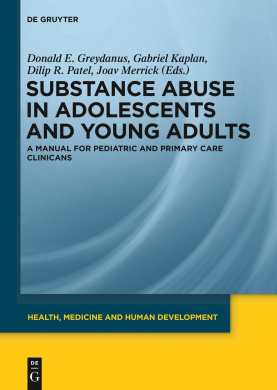 DE GRUYTER
Donald E. Greydanus, Gabriel Kaplan,
Dilip R. Patel, Joav Merrick (Eds.)
SUBSTANCE ABUSE
IN ADOLESCENTS
AND YOUNG ADULTS
A MANUAL FOR PEDIATRIC AND PRIMARY CARE
CLINICANS
HEALTH, MEDICINE AND HUMAN DEVELOPMENT
DE
G